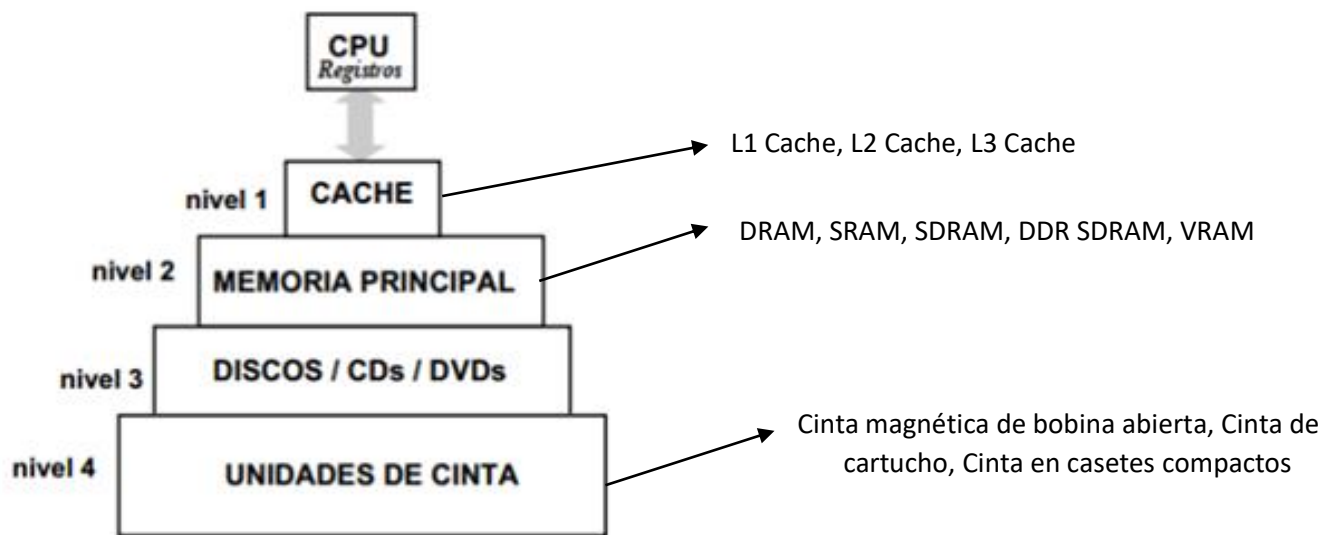 CPU
Registros
L1 Cache, L2 Cache, L3 Cache
nivel 1
CACHE
DRAM, SRAM, SDRAM, DDR SDRAM, VRAM
nivel 2
MEMORIA PRINCIPAL
nivel 3
DISCOS / CDs / DVDs
Cinta magnética de bobina abierta, Cinta de
cartucho, Cinta en casetes compactos
nivel 4
UNIDADES DE CINTA